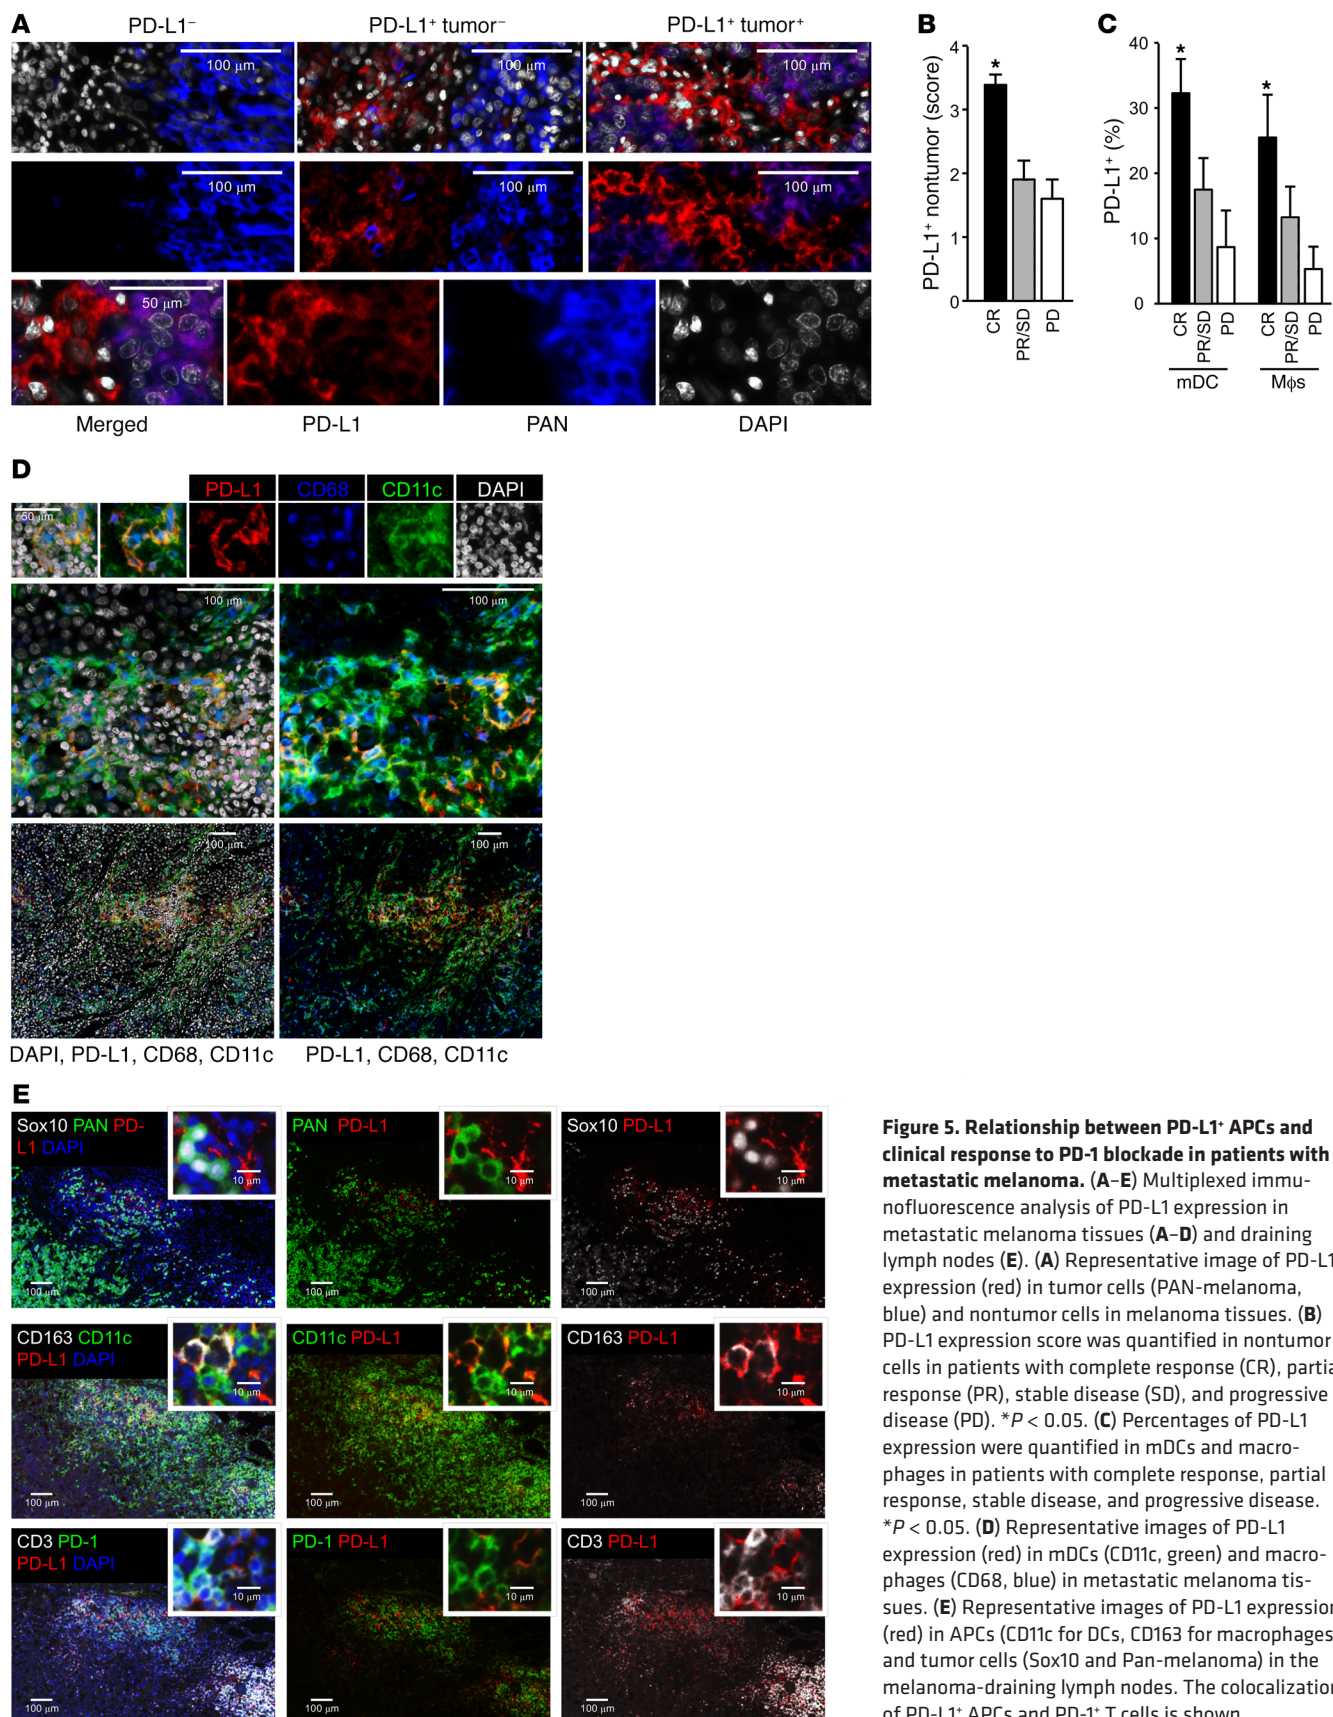 A
PD-L1⁻
PD-L1⁺ tumor⁻
PD-L1⁺ tumor⁺
100 μm
100 μm
100 μm
100 μm
100 μm
100 μm
50 μm
Merged
PD-L1
PAN
DAPI
B
PD-L1⁺ nontumor (score)
4
3
2
1
0
*
CR
PR/SD
PD
C
PD-L1⁺ (%)
40
30
20
10
0
*
*
CR
PR/SD
PD
CR
PR/SD
PD
mDC
Mϕs
D
PD-L1
CD68
CD11c
DAPI
50 μm
100 μm
100 μm
100 μm
100 μm
DAPI, PD-L1, CD68, CD11c
PD-L1, CD68, CD11c
E
Sox10 PAN PD-
L1 DAPI
10 μm
100 μm
PAN PD-L1
10 μm
100 μm
Sox10 PD-L1
10 μm
100 μm
CD163 CD11c
PD-L1 DAPI
10 μm
100 μm
CD11c PD-L1
10 μm
100 μm
CD163 PD-L1
10 μm
100 μm
CD3 PD-1
PD-L1 DAPI
10 μm
100 μm
PD-1 PD-L1
10 μm
100 μm
CD3 PD-L1
10 μm
100 μm
Figure 5. Relationship between PD-L1⁺ APCs and
clinical response to PD-1 blockade in patients with
metastatic melanoma. (A–E) Multiplexed immu-
nofluorescence analysis of PD-L1 expression in
metastatic melanoma tissues (A–D) and draining
lymph nodes (E). (A) Representative image of PD-L1
expression (red) in tumor cells (PAN-melanoma,
blue) and nontumor cells in melanoma tissues. (B)
PD-L1 expression score was quantified in nontumor
cells in patients with complete response (CR), partia
response (PR), stable disease (SD), and progressive
disease (PD). *P < 0.05. (C) Percentages of PD-L1
expression were quantified in mDCs and macro-
phages in patients with complete response, partial
response, stable disease, and progressive disease.
*P < 0.05. (D) Representative images of PD-L1
expression (red) in mDCs (CD11c, green) and macro-
phages (CD68, blue) in metastatic melanoma tis-
sues. (E) Representative images of PD-L1 expression
(red) in APCs (CD11c for DCs, CD163 for macrophages
and tumor cells (Sox10 and Pan-melanoma) in the
melanoma-draining lymph nodes. The colocalization
of PD-L1⁺ APCs and PD-1⁺ T cells is shown